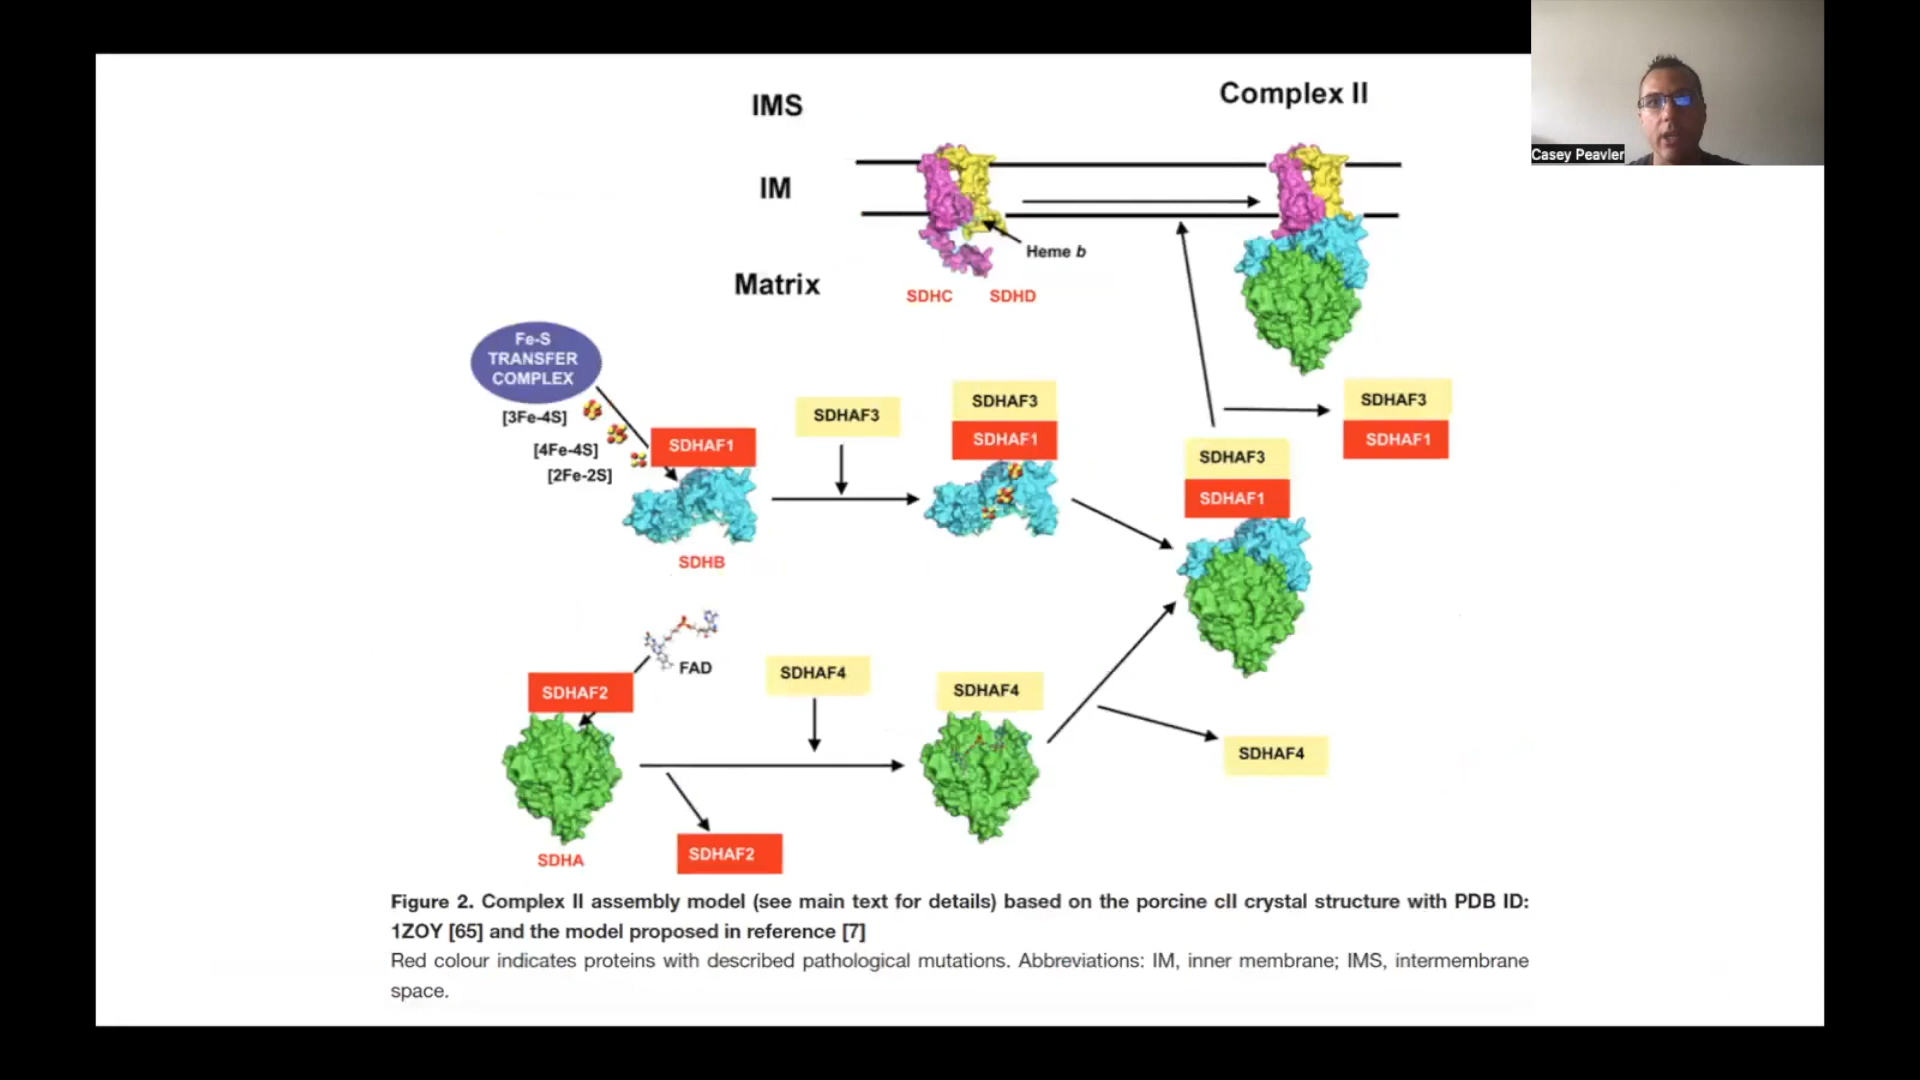 IMS
Complex II
Casey Peavler
IM
Heme b
Matrix
SDHC
SDHD
Fe-S
TRANSFER
COMPLEX
[3Fe-4S]
[4Fe-4S]
[2Fe-2S]
SDHAF1
SDHB
SDHAF3
SDHAF3
SDHAF1
SDHAF3
SDHAF1
SDHAF3
SDHAF1
FAD
SDHAF2
SDHA
SDHAF4
SDHAF2
SDHAF4
SDHAF4
Figure 2. Complex II assembly model (see main text for details) based on the porcine cII crystal structure with PDB ID:
1ZOY [65] and the model proposed in reference [7]
Red colour indicates proteins with described pathological mutations. Abbreviations: IM, inner membrane; IMS, intermembrane
space.